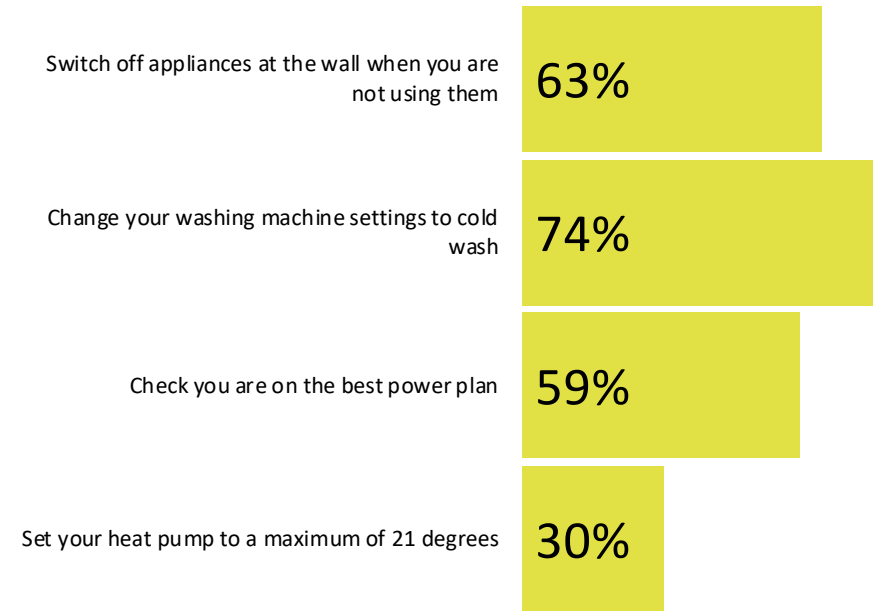 Switch off appliances at the wall when you are
not using them
63%
Change your washing machine settings to cold
wash
74%
Check you are on the best power plan
59%
Set your heat pump to a maximum of 21 degrees
30%